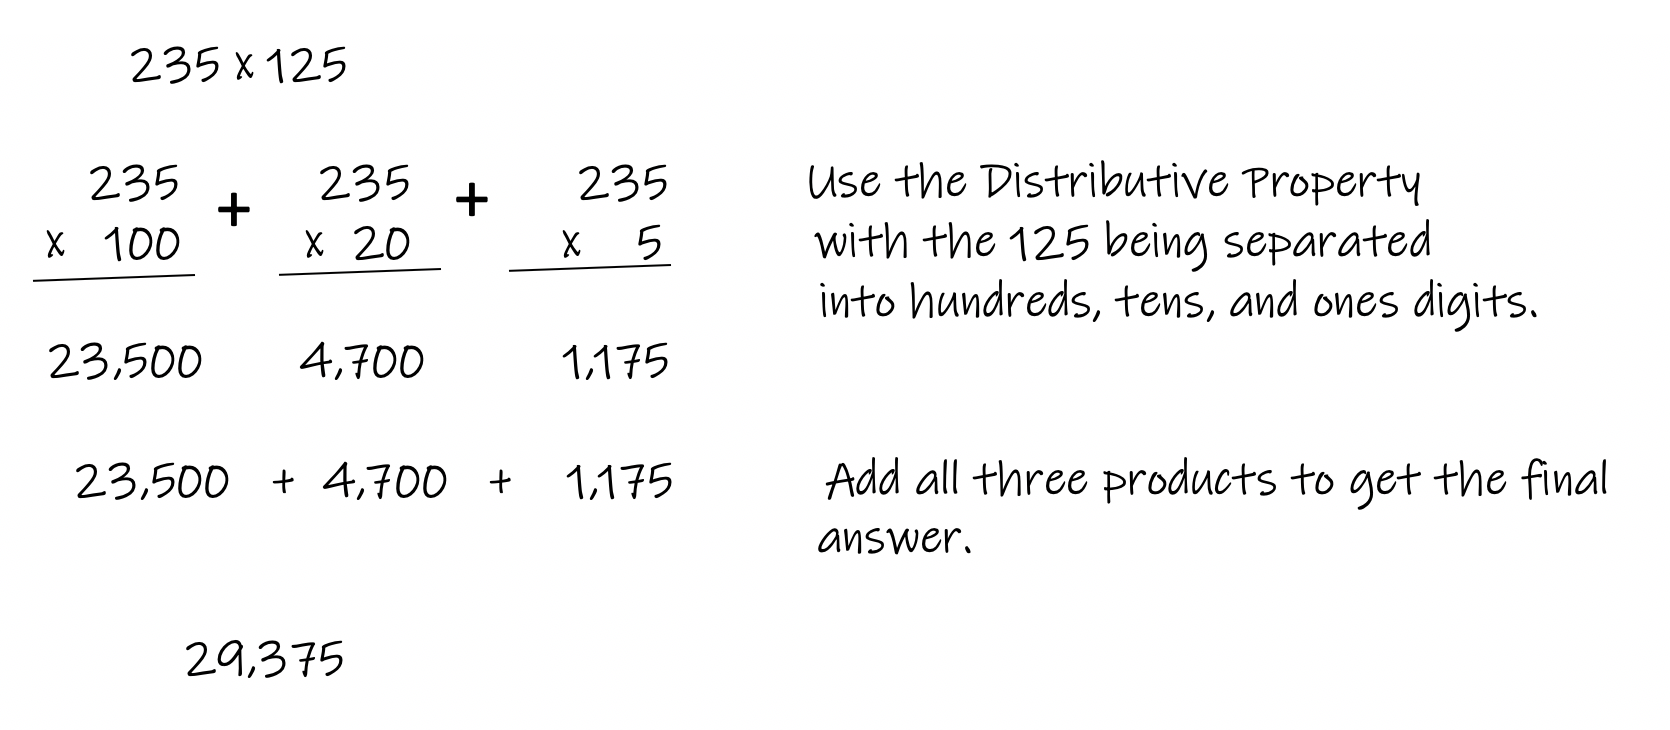 235 x 125
235 + 235 + 235
x 100 x 20 x 5
Use the Distributive Property
with the 125 being separated
into hundreds, tens, and ones digits.
23,500 4,700 1,175
23,500 + 4,700 + 1,175
Add all three products to get the final
answer.
29,375